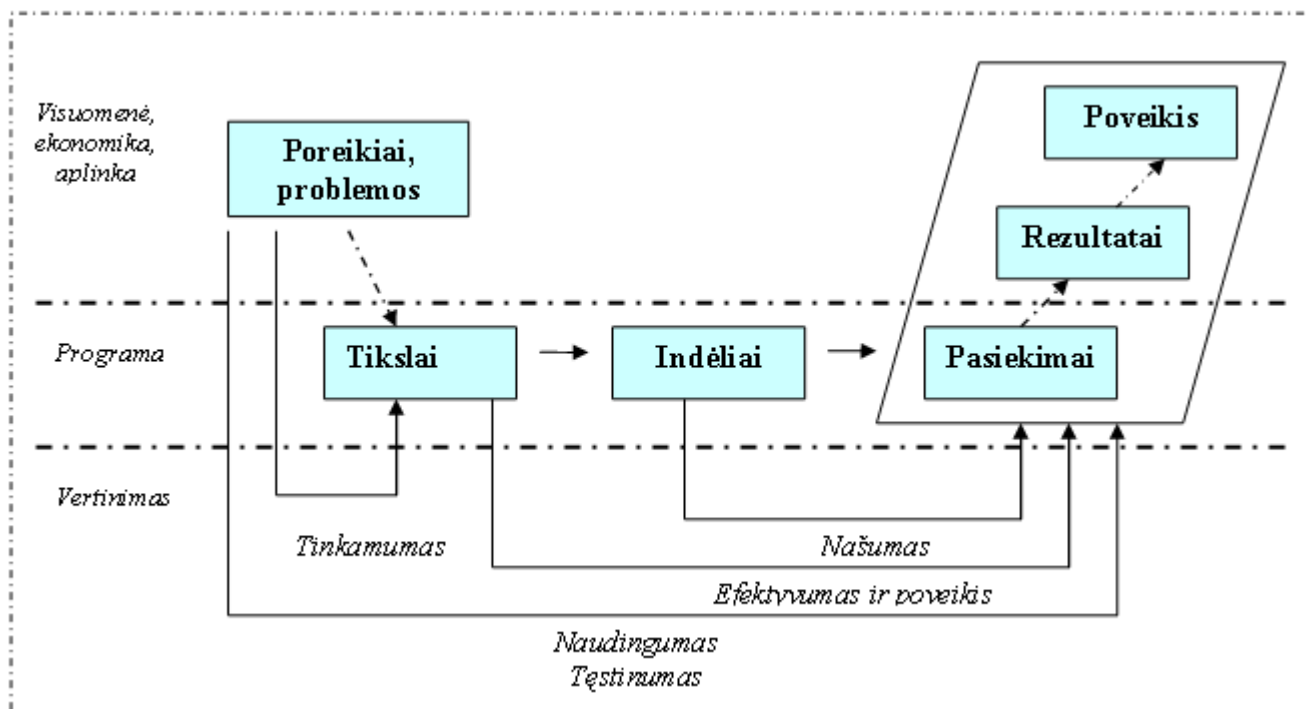 Visuomenė,
ekonomika,
aplinka
Poreikiai,
problemos
Poveikis
Rezultatai
Programa
Tikslai
Indėliai
Pasiekimai
Vertinimas
Tinkamumas
Našumas
Efektyvumas ir poveikis
Naudingumas
Tęstinumas